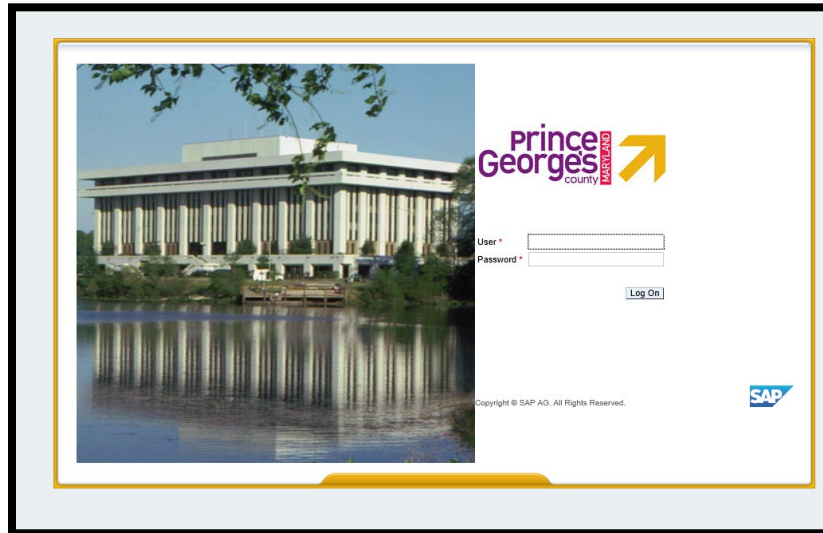 Prince
George's
county
MARYLAND
User *
Password *
Log On
Copyright © SAP AG. All Rights Reserved.
SAP